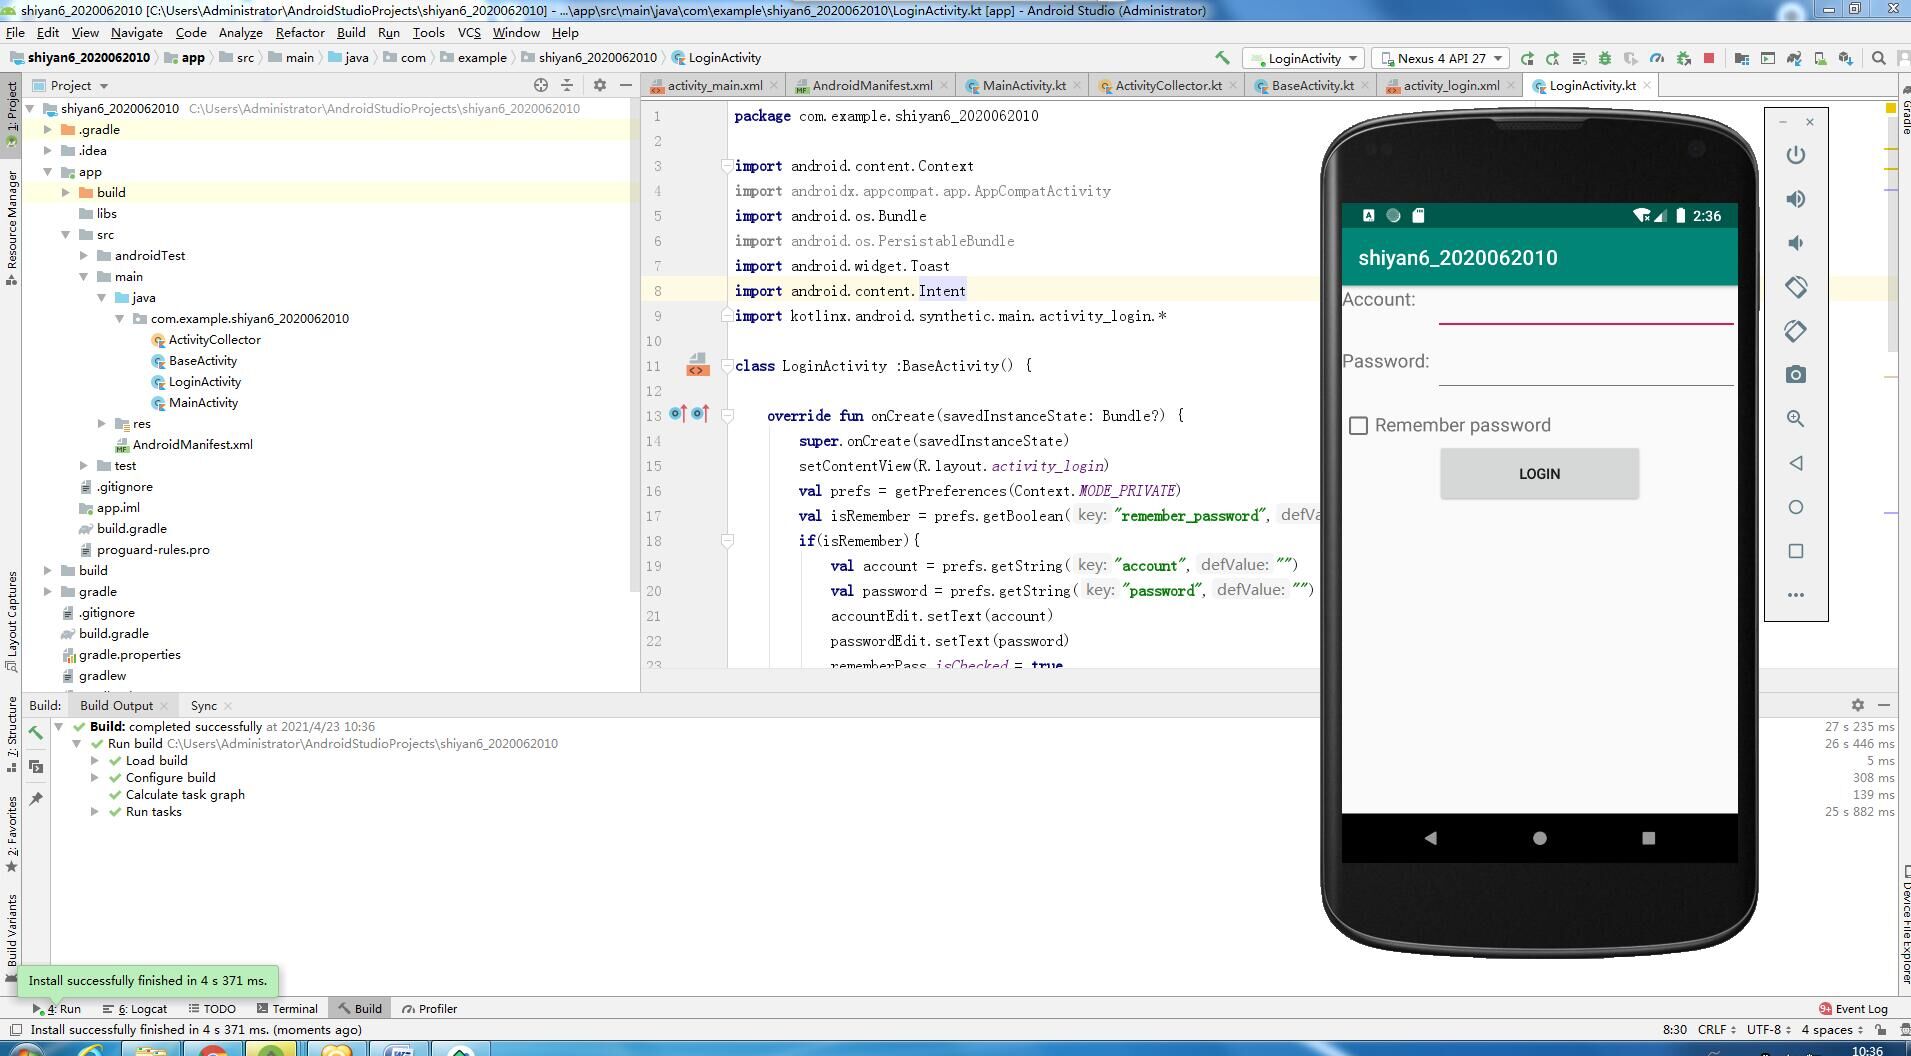 shiyan6_2020062010 [C:\Users\Administrator\AndroidStudioProjects\shiyan6_2020062010] - ...\app\src\main\java\com\example\shiyan6_2020062010\LoginActivity.kt [app] - Android Studio (Administrator)
File Edit View Navigate Code Analyze Refactor Build Run Tools VCS Window Help
shiyan6_2020062010 app src main java com example shiyan6_2020062010 LoginActivity
LoginActivity Nexus 4 API 27
Project
activity_main.xml AndroidManifest.xml MainActivity.kt ActivityCollector.kt BaseActivity.kt activity_login.xml LoginActivity.kt
1: Project
Resource Manager
Layout Captures
7: Structure
2: Favorites
Build Variants
shiyan6_2020062010 C:\Users\Administrator\AndroidStudioProjects\shiyan6_2020062010
.gradle
.idea
app
build
libs
src
androidTest
main
java
com.example.shiyan6_2020062010
ActivityCollector
BaseActivity
LoginActivity
MainActivity
res
AndroidManifest.xml
test
.gitignore
app.iml
build.gradle
proguard-rules.pro
build
gradle
.gitignore
build.gradle
gradle.properties
gradlew
1 package com.example.shiyan6_2020062010
2
3 import android.content.Context
4 import androidx.appcompat.app.AppCompatActivity
5 import android.os.Bundle
6 import android.os.PersistableBundle
7 import android.widget.Toast
8 import android.content.Intent
9 import kotlinx.android.synthetic.main.activity_login.*
10
11 class LoginActivity :BaseActivity() {
12
13 override fun onCreate(savedInstanceState: Bundle?) {
14 super.onCreate(savedInstanceState)
15 setContentView(R.layout.activity_login)
16 val prefs = getPreferences(Context.MODE_PRIVATE)
17 val isRemember = prefs.getBoolean( key: "remember_password", defVa
18 if(isRemember){
19 val account = prefs.getString( key: "account", defValue: "")
20 val password = prefs.getString( key: "password", defValue: "")
21 accountEdit.setText(account)
22 passwordEdit.setText(password)
23 rememberPass.isChecked = true
2:36
shiyan6_2020062010
Account:
Password:
Remember password
LOGIN
Gradle
Device File Explorer
Build: Build Output Sync
Build: completed successfully at 2021/4/23 10:36 27 s 235 ms
Run build C:\Users\Administrator\AndroidStudioProjects\shiyan6_2020062010 26 s 446 ms
Load build 5 ms
Configure build 308 ms
Calculate task graph 139 ms
Run tasks 25 s 882 ms
Install successfully finished in 4 s 371 ms.
4: Run 6: Logcat TODO Terminal Build Profiler 9+ Event Log
Install successfully finished in 4 s 371 ms. (moments ago) 8:30 CRLF UTF-8 4 spaces
10:36